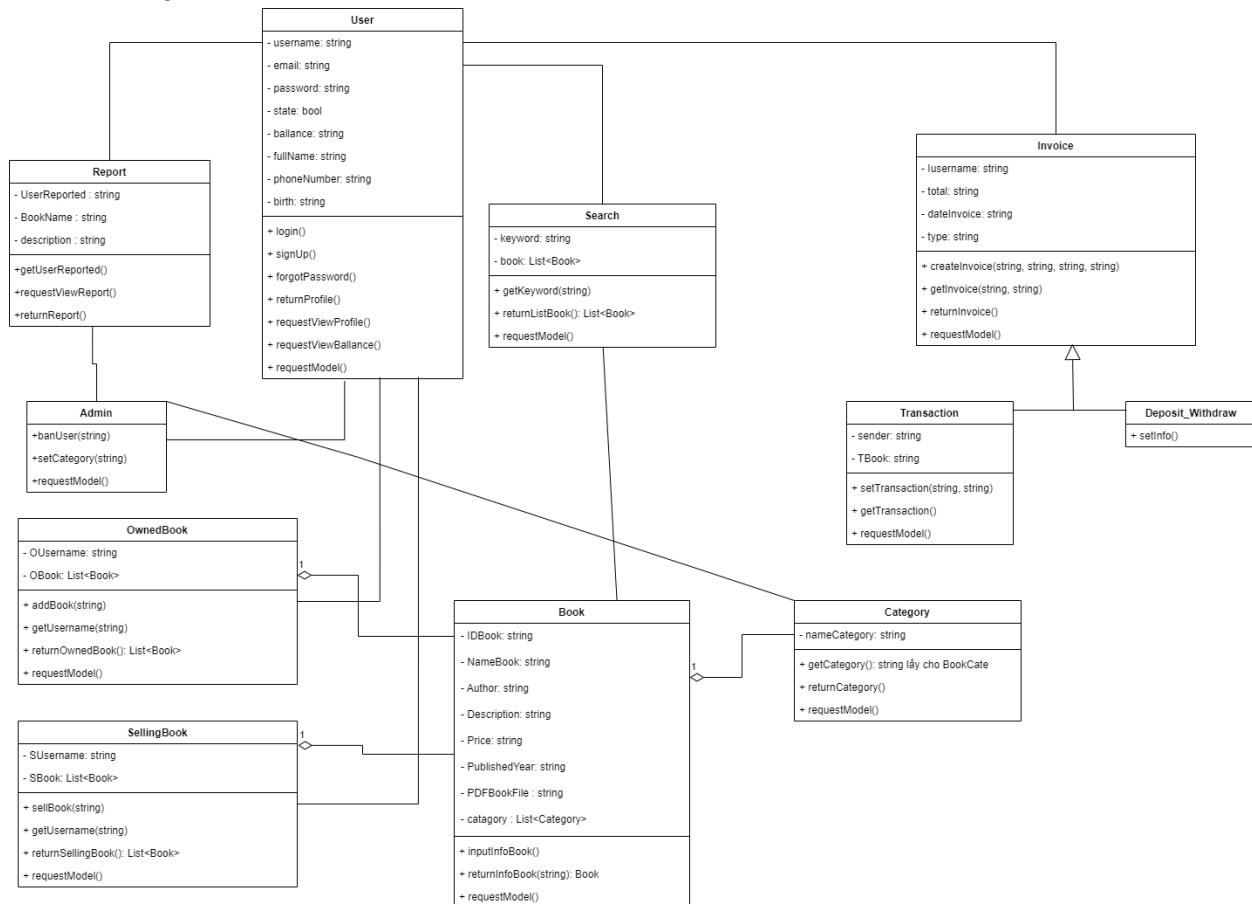 User
- username: string
- email: string
- password: string
- state: bool
- ballance: string
- fullName: string
- phoneNumber: string
- birth: string
+ login()
+ signUp()
+ forgotPassword()
+ returnProfile()
+ requestViewProfile()
+ requestViewBallance()
+ requestModel()
Report
- UserReported : string
- BookName : string
- description : string
+getUserReported()
+requestViewReport()
+returnReport()
Search
- keyword: string
- book: List<Book>
+ getKeyword(string)
+ returnListBook(): List<Book>
+ requestModel()
Invoice
- Iusername: string
- total: string
- dateInvoice: string
- type: string
+ createInvoice(string, string, string, string)
+ getInvoice(string, string)
+ returnInvoice()
+ requestModel()
Admin
+banUser(string)
+setCategory(string)
+requestModel()
Transaction
- sender: string
- TBook: string
+ setTransaction(string, string)
+ getTransaction()
+ requestModel()
Deposit_Withdraw
+ setInfo()
OwnedBook
- OUsername: string
- OBook: List<Book>
+ addBook(string)
+ getUsername(string)
+ returnOwnedBook(): List<Book>
+ requestModel()
1
Book
- IDBook: string
- NameBook: string
- Author: string
- Description: string
- Price: string
- PublishedYear: string
- PDFBookFile : string
- catagory : List<Category>
+ inputInfoBook()
+ returnInfoBook(string): Book
+ requestModel()
1
Category
- nameCategory: string
+ getCategory(): string lấy cho BookCate
+ returnCategory()
+ requestModel()
SellingBook
- SUsername: string
- SBook: List<Book>
+ sellBook(string)
+ getUsername(string)
+ returnSellingBook(): List<Book>
+ requestModel()
1